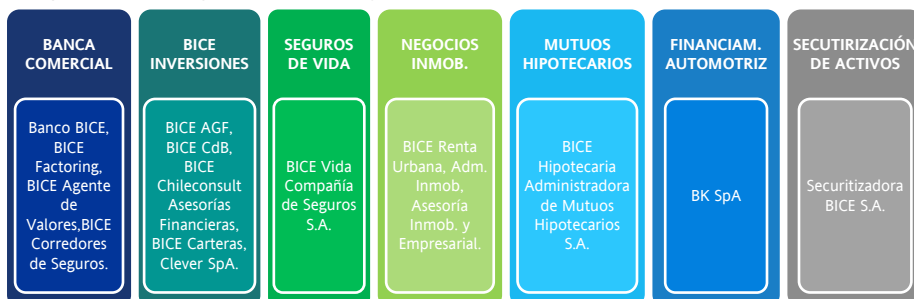 BANCA
COMERCIAL
Banco BICE,
BICE
Factoring,
BICE Agente
de
Valores,BICE
Corredores
de Seguros.
BICE
INVERSIONES
BICE AGF,
BICE CdB,
BICE
Chileconsult
Asesorías
Financieras,
BICE Carteras,
Clever SpA.
SEGUROS
DE VIDA
BICE Vida
Compañía
de Seguros
S.A.
NEGOCIOS
INMOB.
BICE Renta
Urbana, Adm.
Inmob,
Asesoría
Inmob. y
Empresarial.
MUTUOS
HIPOTECARIOS
BICE
Hipotecaria
Administradora
de Mutuos
Hipotecarios
S.A.
FINANCIAM.
AUTOMOTRIZ
BK SpA
SECUTIRIZACIÓN
DE ACTIVOS
Securitizadora
BICE S.A.